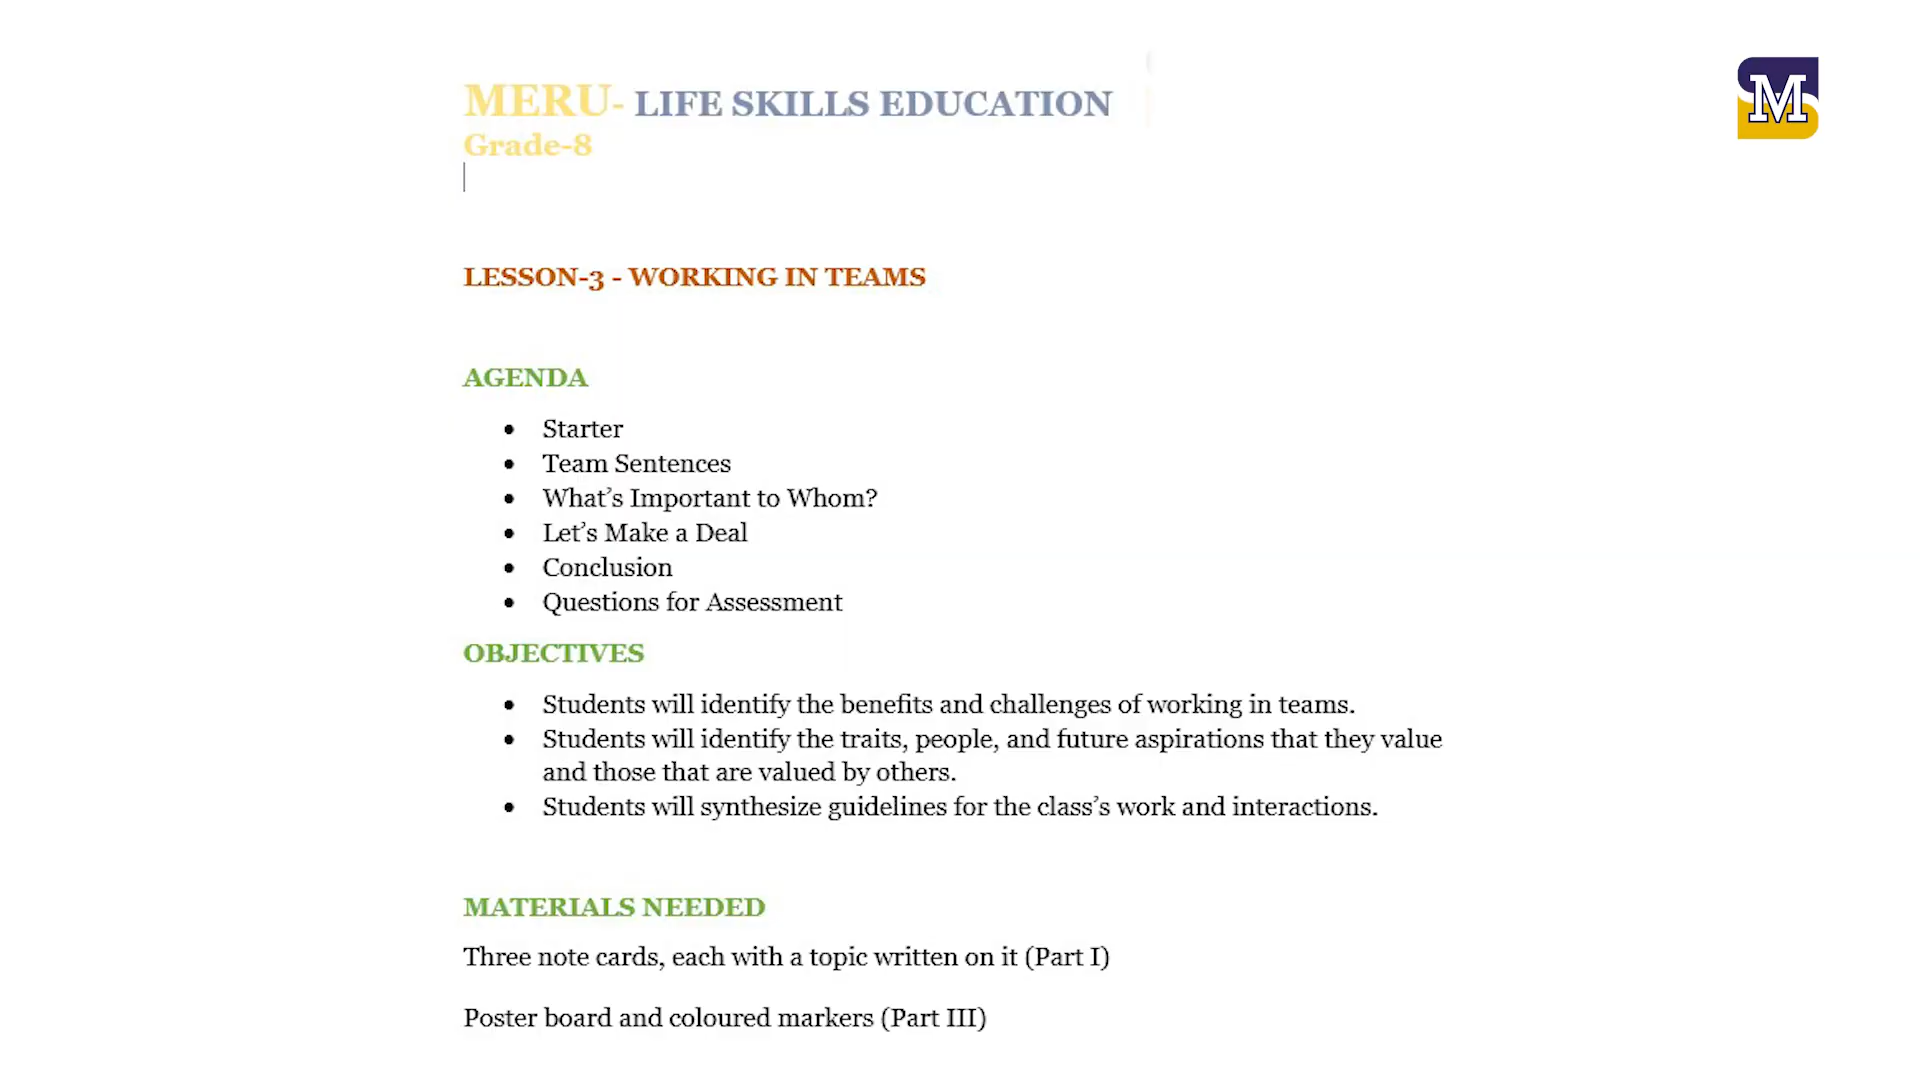 MERU- LIFE SKILLS EDUCATION
Grade-8
LESSON-3 - WORKING IN TEAMS
AGENDA
• Starter
• Team Sentences
• What’s Important to Whom?
• Let’s Make a Deal
• Conclusion
• Questions for Assessment
OBJECTIVES
• Students will identify the benefits and challenges of working in teams.
• Students will identify the traits, people, and future aspirations that they value
and those that are valued by others.
• Students will synthesize guidelines for the class’s work and interactions.
MATERIALS NEEDED
Three note cards, each with a topic written on it (Part I)
Poster board and coloured markers (Part III)
M